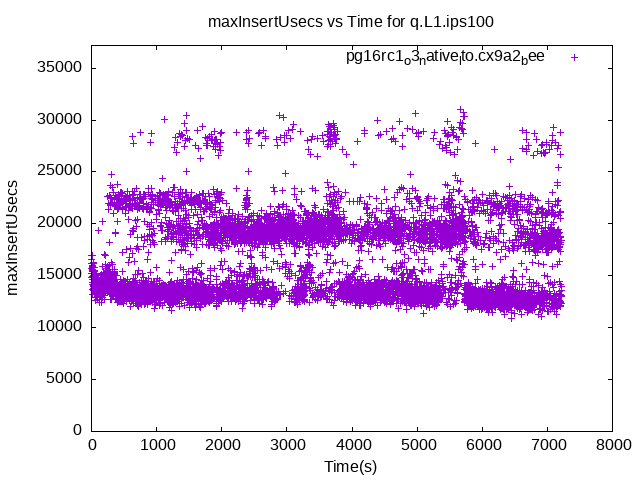 maxInsertUsecs vs Time for q.L1.ips100
pg16rc1_o3_native_lto.cx9a2_bee
35000
30000
25000
20000
15000
10000
5000
0
maxInsertUsecs
0 1000 2000 3000 4000 5000 6000 7000 8000
Time(s)